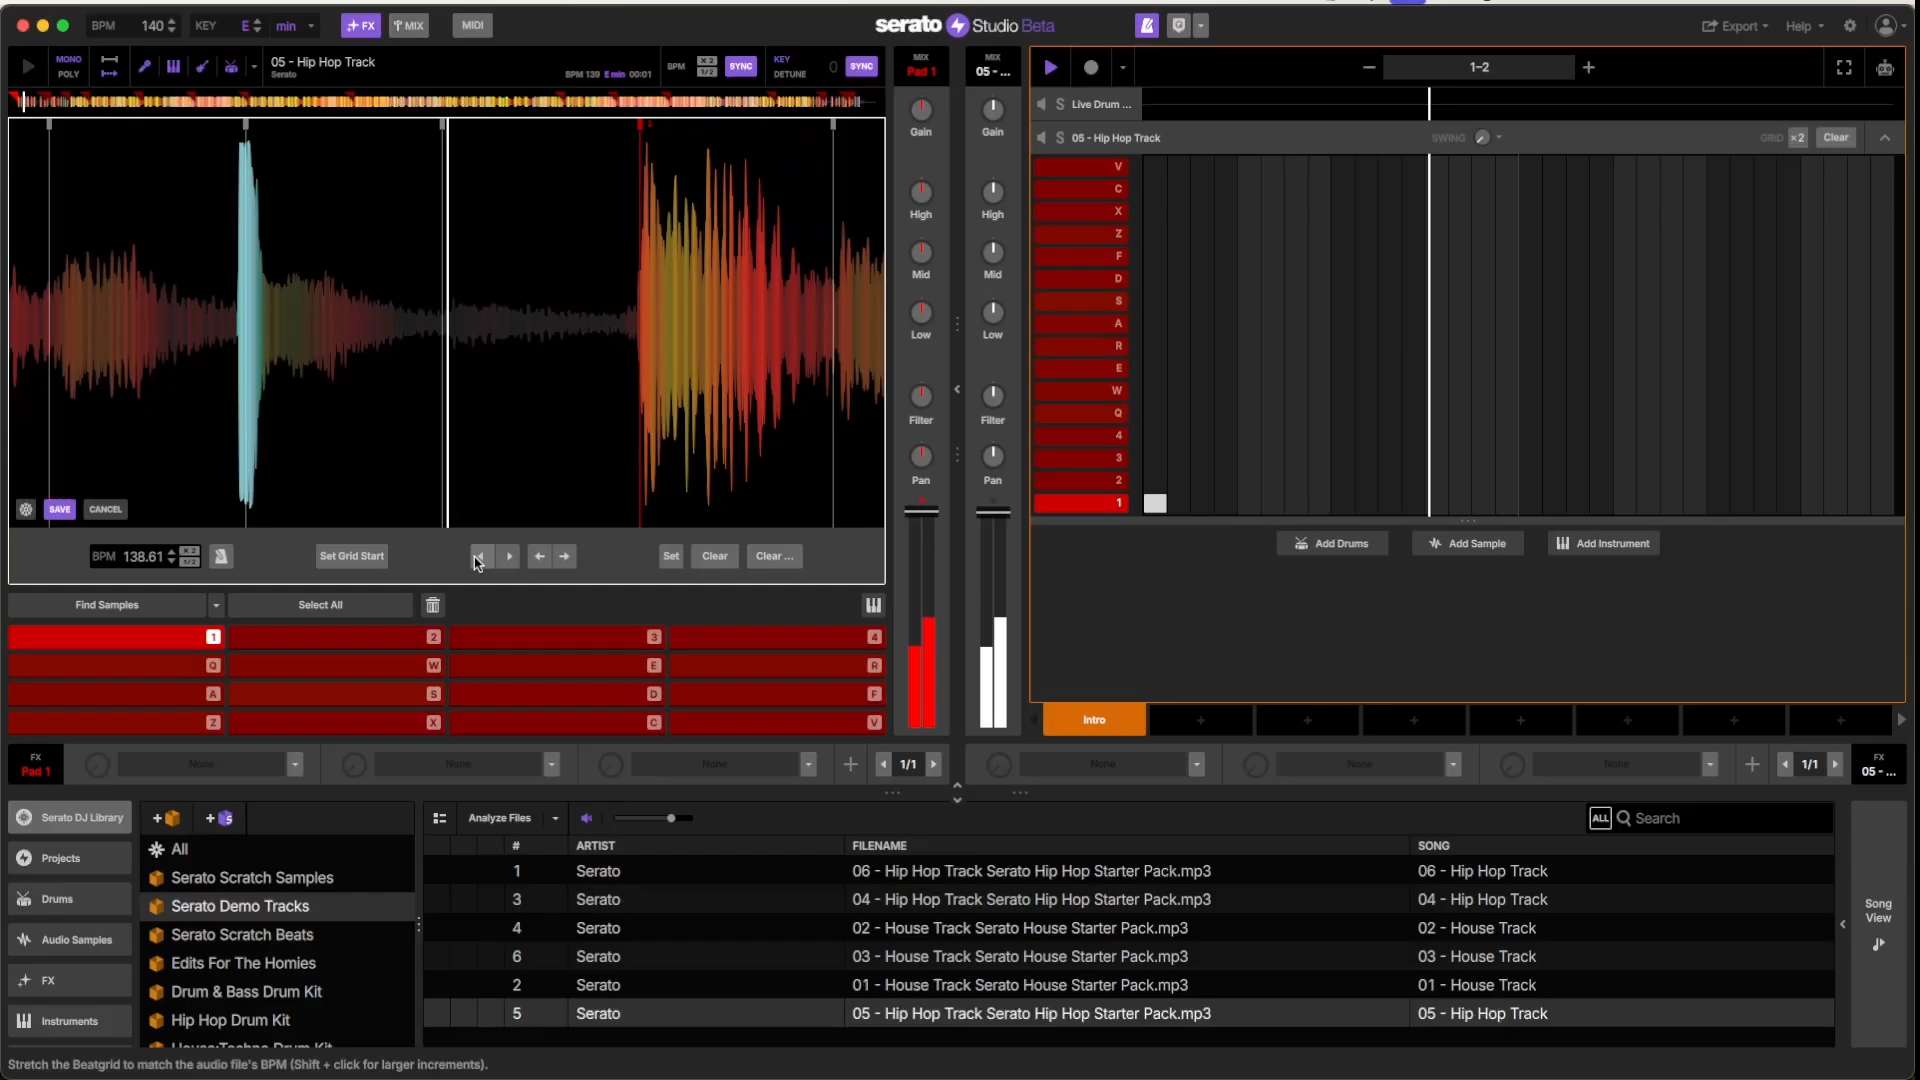 BPM 140 KEY E min FX MIX MIDI
serato Studio Beta
Export Help
MONO
POLY
05 - Hip Hop Track
Serato
BPM 139 E min 00:01
BPM x 2 1/2 SYNC
KEY
DETUNE
0 SYNC
2
SAVE CANCEL
BPM 138.61 x 2 1/2 Set Grid Start Set Clear Clear ...
Find Samples Select All
1 2 3 4
Q W E R
A S D F
Z X C V
MIX
Pad 1
Gain
High
Mid
Low
Filter
Pan
MIX
05 - ...
Gain
High
Mid
Low
Filter
Pan
1-2
S Live Drum ...
S 05 - Hip Hop Track SWING GRID x2 Clear
V
C
X
Z
F
D
S
A
R
E
W
Q
4
3
2
1
Add Drums Add Sample Add Instrument
Intro
FX
Pad 1
None None None 1/1
None None None 1/1
FX
05 - ...
Serato DJ Library
Projects
Drums
Audio Samples
FX
Instruments
All
Serato Scratch Samples
Serato Demo Tracks
Serato Scratch Beats
Edits For The Homies
Drum & Bass Drum Kit
Hip Hop Drum Kit
House:Techno Drum Kit
Analyze Files ALL Search
# ARTIST FILENAME SONG
1 Serato 06 - Hip Hop Track Serato Hip Hop Starter Pack.mp3 06 - Hip Hop Track
3 Serato 04 - Hip Hop Track Serato Hip Hop Starter Pack.mp3 04 - Hip Hop Track
4 Serato 02 - House Track Serato House Starter Pack.mp3 02 - House Track
6 Serato 03 - House Track Serato House Starter Pack.mp3 03 - House Track
2 Serato 01 - House Track Serato House Starter Pack.mp3 01 - House Track
5 Serato 05 - Hip Hop Track Serato Hip Hop Starter Pack.mp3 05 - Hip Hop Track
Song
View
Stretch the Beatgrid to match the audio file's BPM (Shift + click for larger increments).